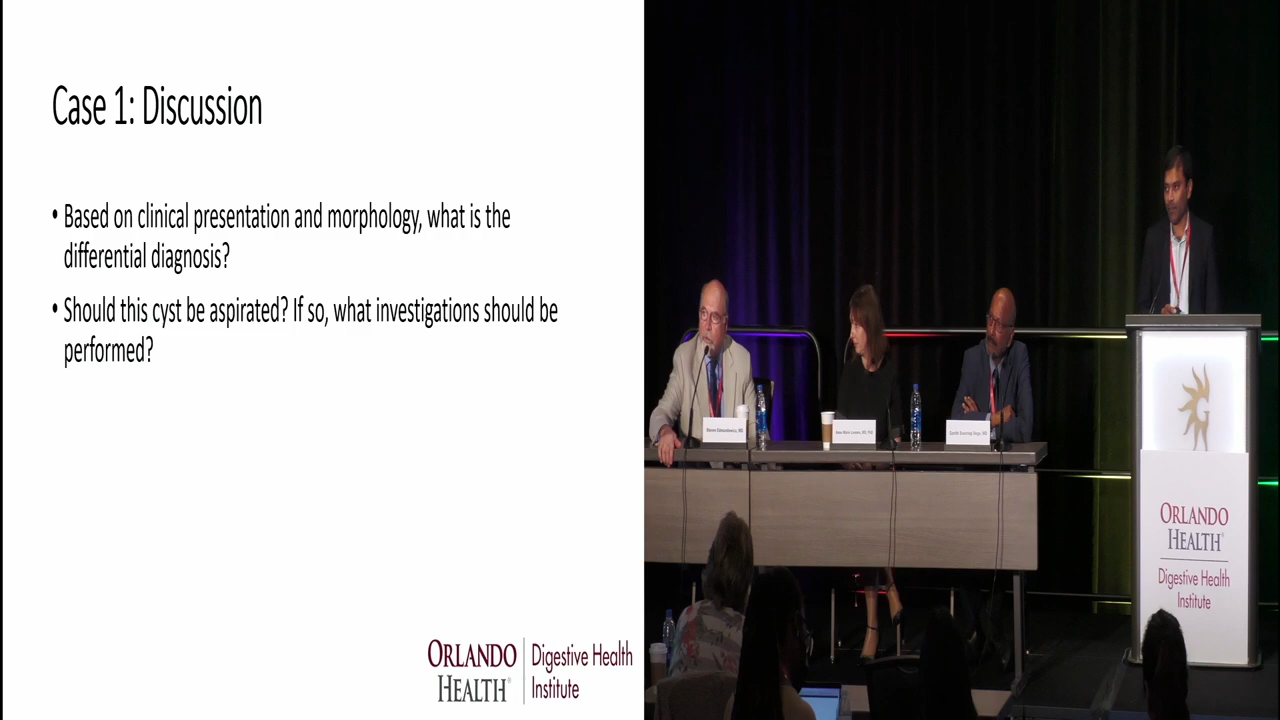 Case 1: Discussion
• Based on clinical presentation and morphology, what is the
differential diagnosis?
• Should this cyst be aspirated? If so, what investigations should be
performed?
ORLANDO
HEALTH®
Digestive Health
Institute
G
ORLANDO
HEALTH®
Digestive Health
Institute